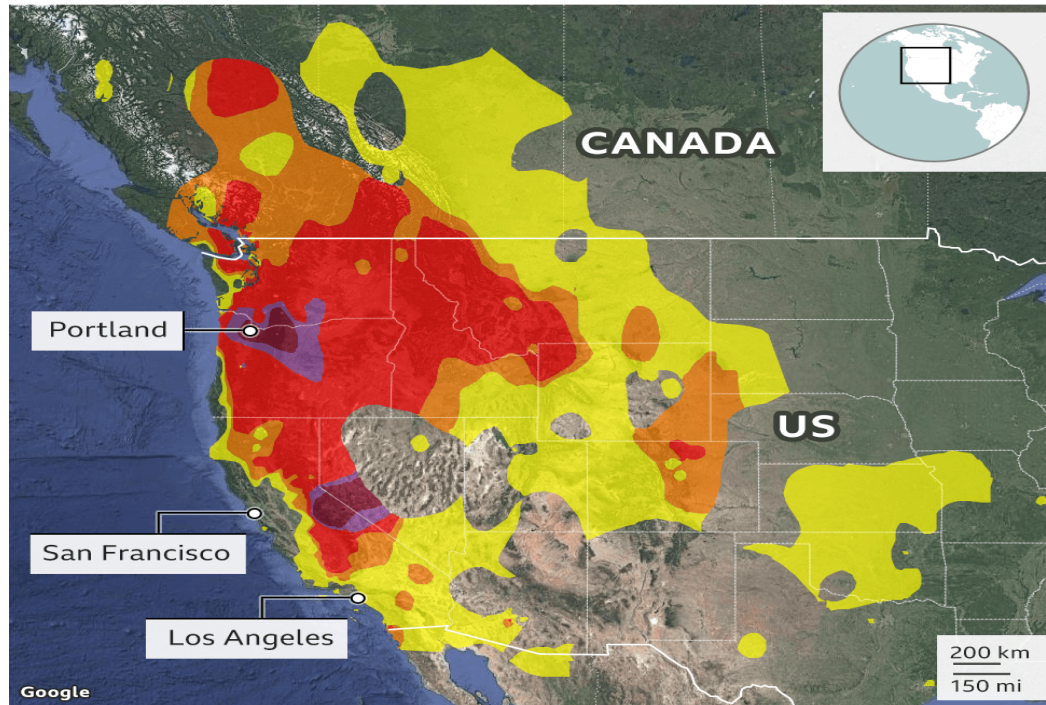 CANADA
Portland
US
San Francisco
Los Angeles
200 km
150 mi
Google